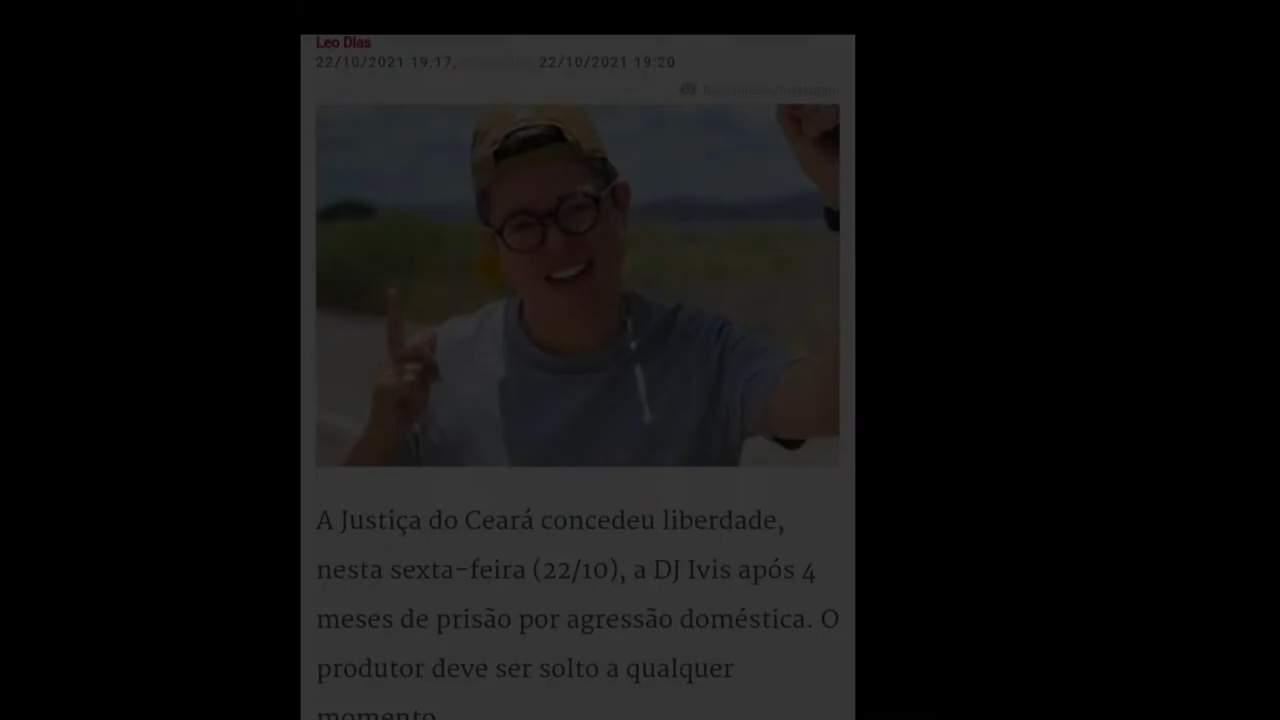 Leo Dias
22/10/2021 19:17,
22/10/2021 19:20
A Justiça do Ceará concedeu liberdade,
nesta sexta-feira (22/10), a DJ Ivis após 4
meses de prisão por agressão doméstica. O
produtor deve ser solto a qualquer
momento